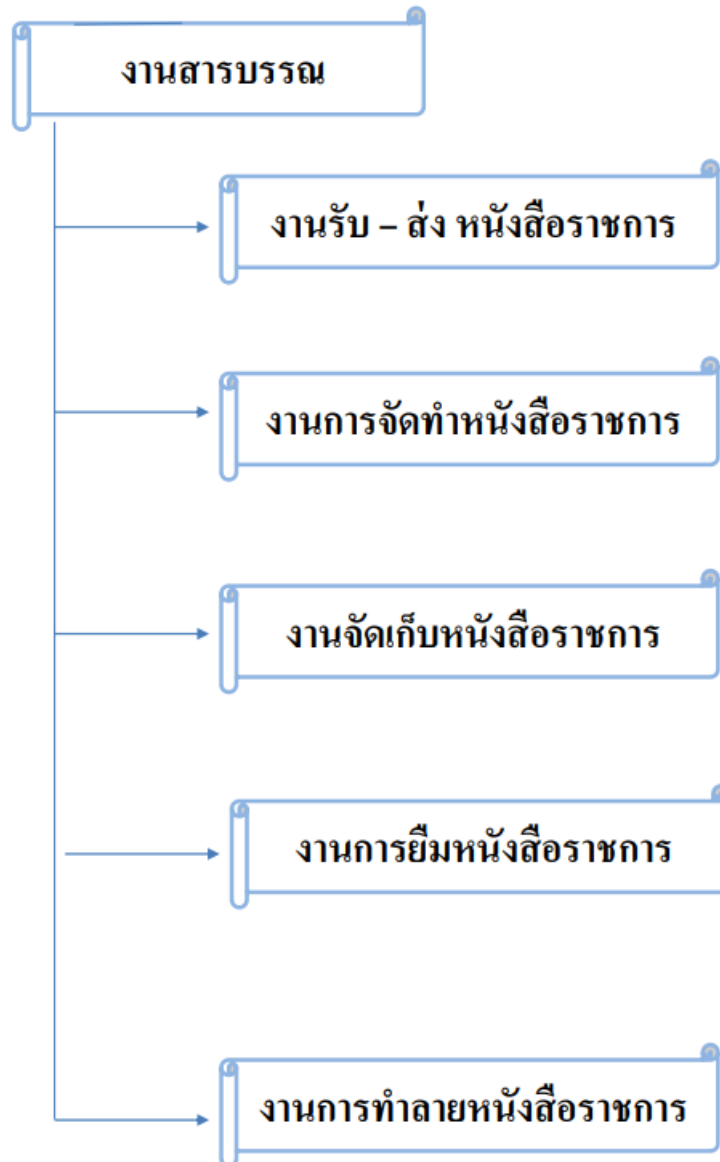 งานสารบรรณ
งานรับ – ส่ง หนังสือราชการ
งานการจัดทำหนังสือราชการ
งานจัดเก็บหนังสือราชการ
งานการยืมหนังสือราชการ
งานการทำลายหนังสือราชการ